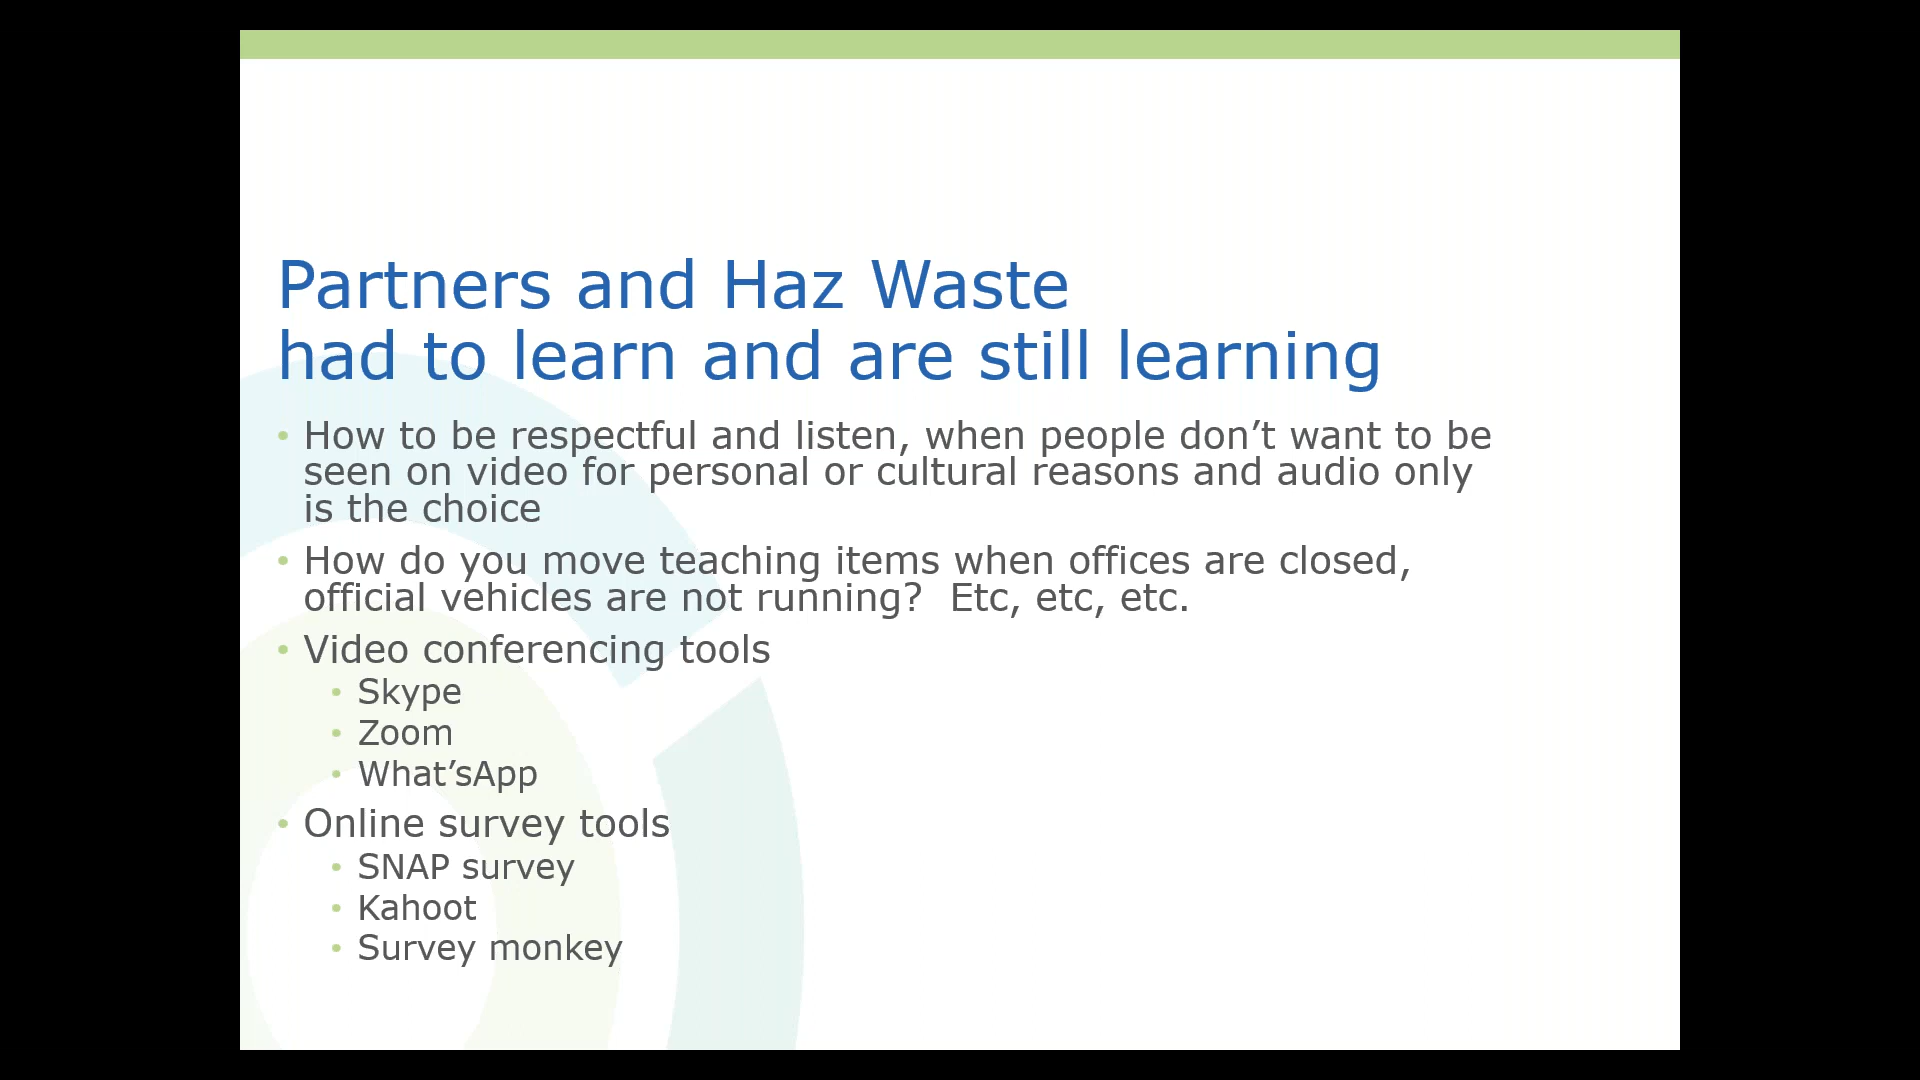 Partners and Haz Waste
had to learn and are still learning
• How to be respectful and listen, when people don’t want to be
seen on video for personal or cultural reasons and audio only
is the choice
• How do you move teaching items when offices are closed,
official vehicles are not running?  Etc, etc, etc.
• Video conferencing tools
• Skype
• Zoom
• What’sApp
• Online survey tools
• SNAP survey
• Kahoot
• Survey monkey